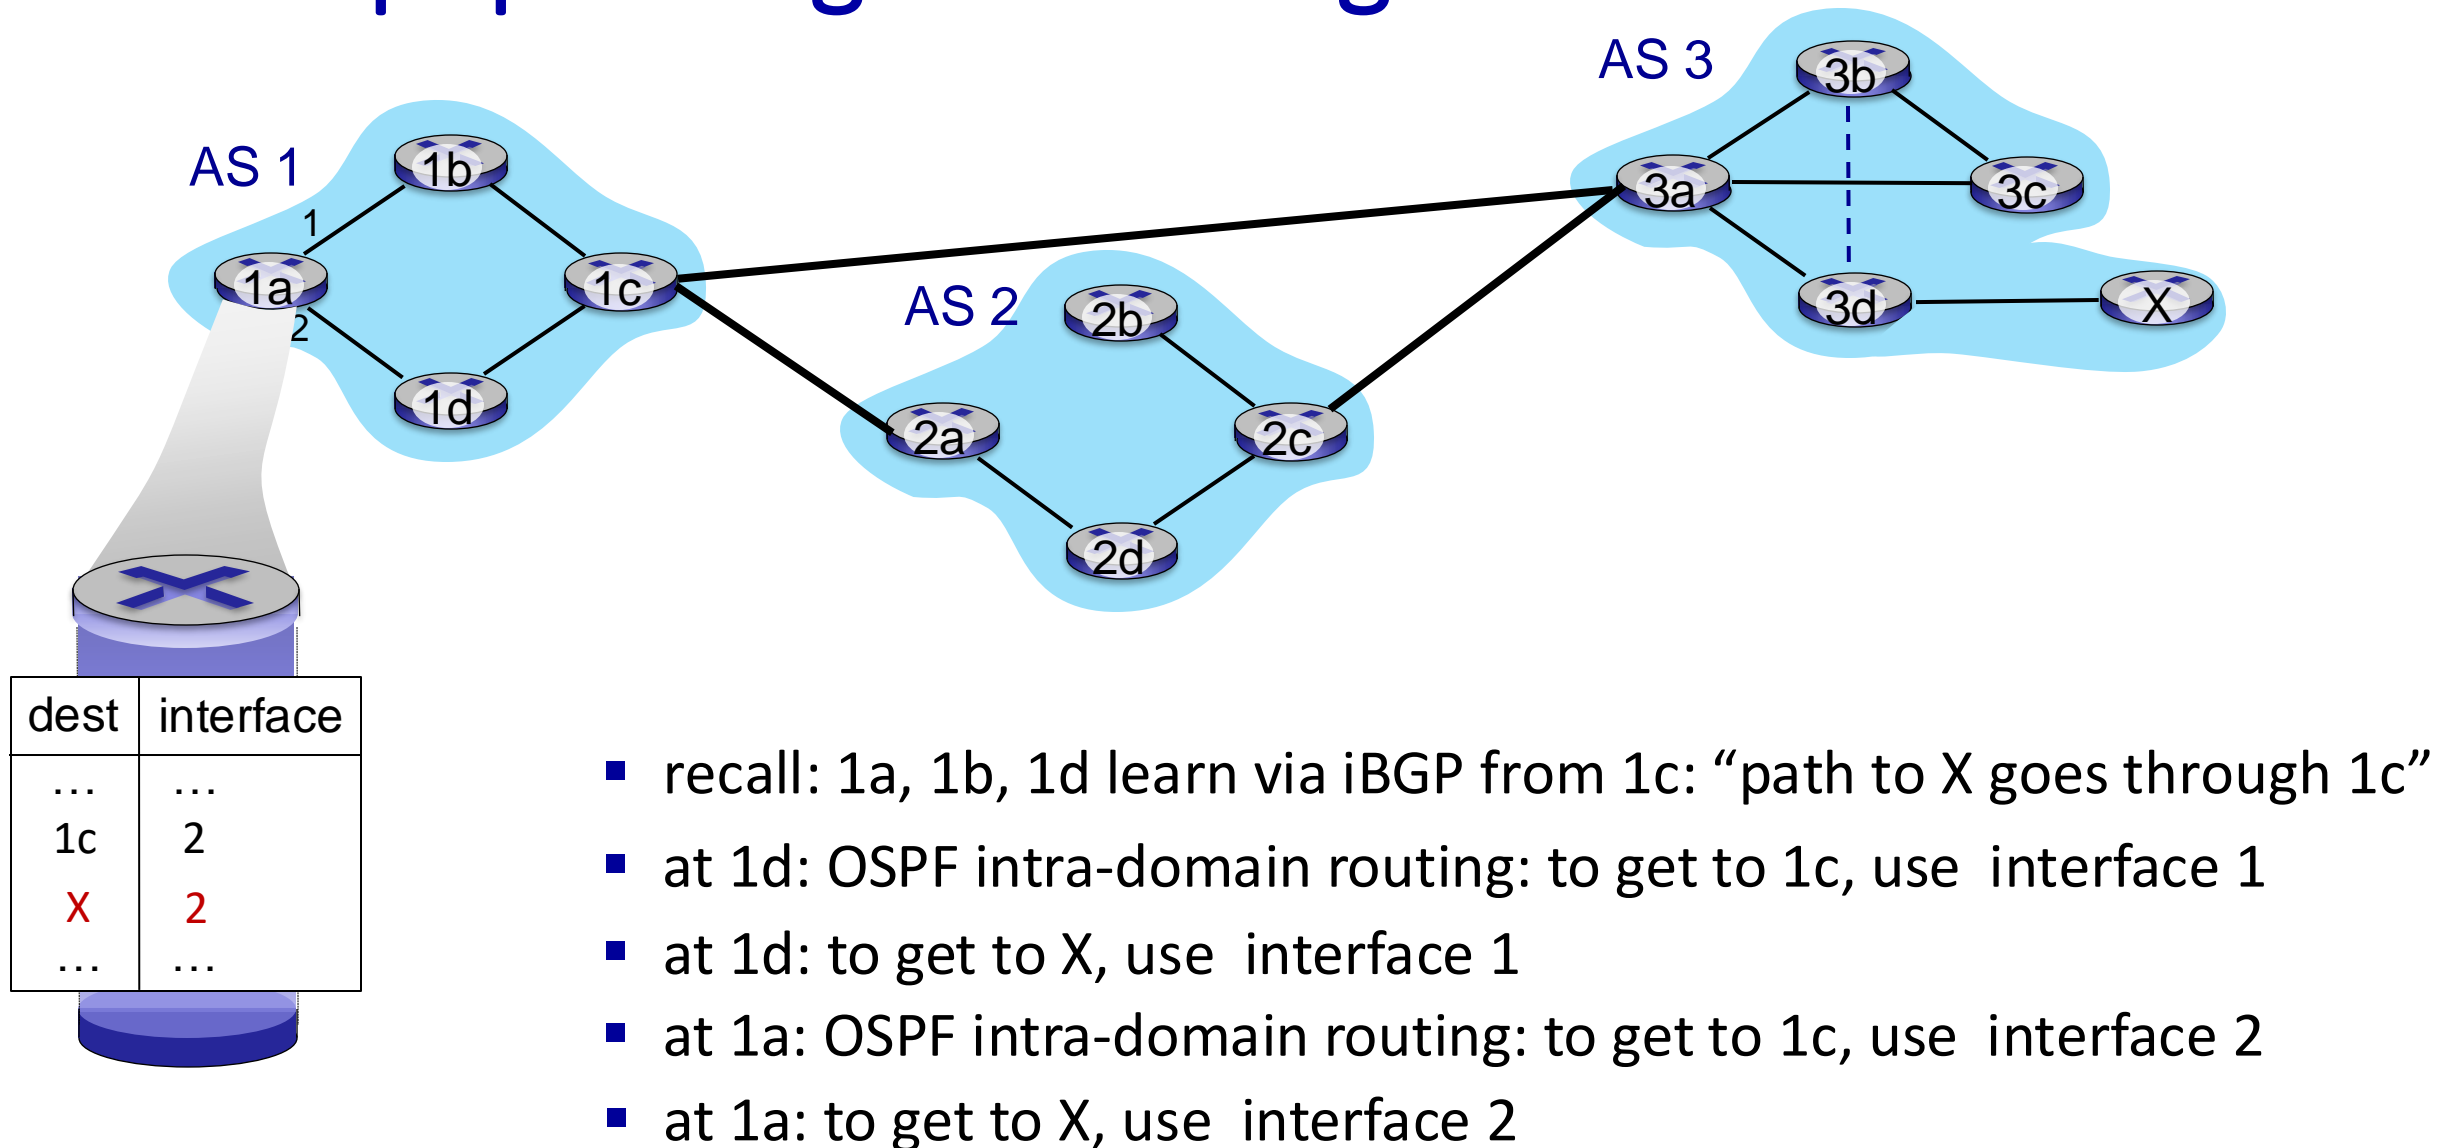 AS 3
3b
AS 1
1b
3a
3c
1
1a
1c
AS 2
2b
3d
X
2
1d
2a
2c
2d
dest interface
... ...
1c 2
X 2
... ...
▪ recall: 1a, 1b, 1d learn via iBGP from 1c: “path to X goes through 1c”
▪ at 1d: OSPF intra-domain routing: to get to 1c, use interface 1
▪ at 1d: to get to X, use interface 1
▪ at 1a: OSPF intra-domain routing: to get to 1c, use interface 2
▪ at 1a: to get to X, use interface 2